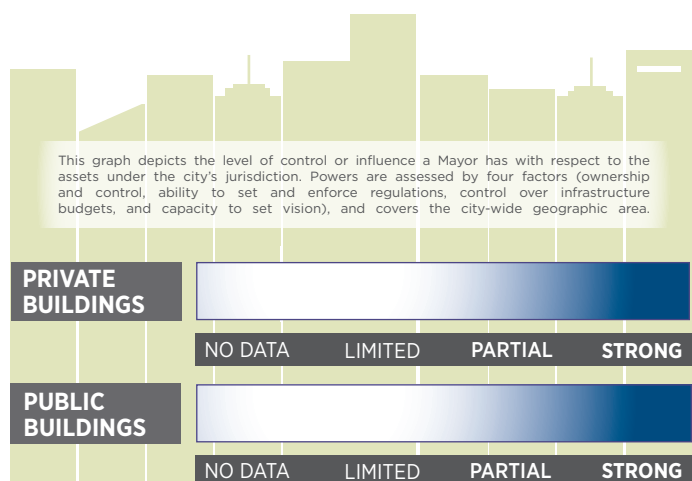 This graph depicts the level of control or influence a Mayor has with respect to the
assets under the city's jurisdiction. Powers are assessed by four factors (ownership
and control, ability to set and enforce regulations, control over infrastructure
budgets, and capacity to set vision), and covers the city-wide geographic area.
PRIVATE
BUILDINGS
NO DATA LIMITED PARTIAL STRONG
PUBLIC
BUILDINGS
NO DATA LIMITED PARTIAL STRONG